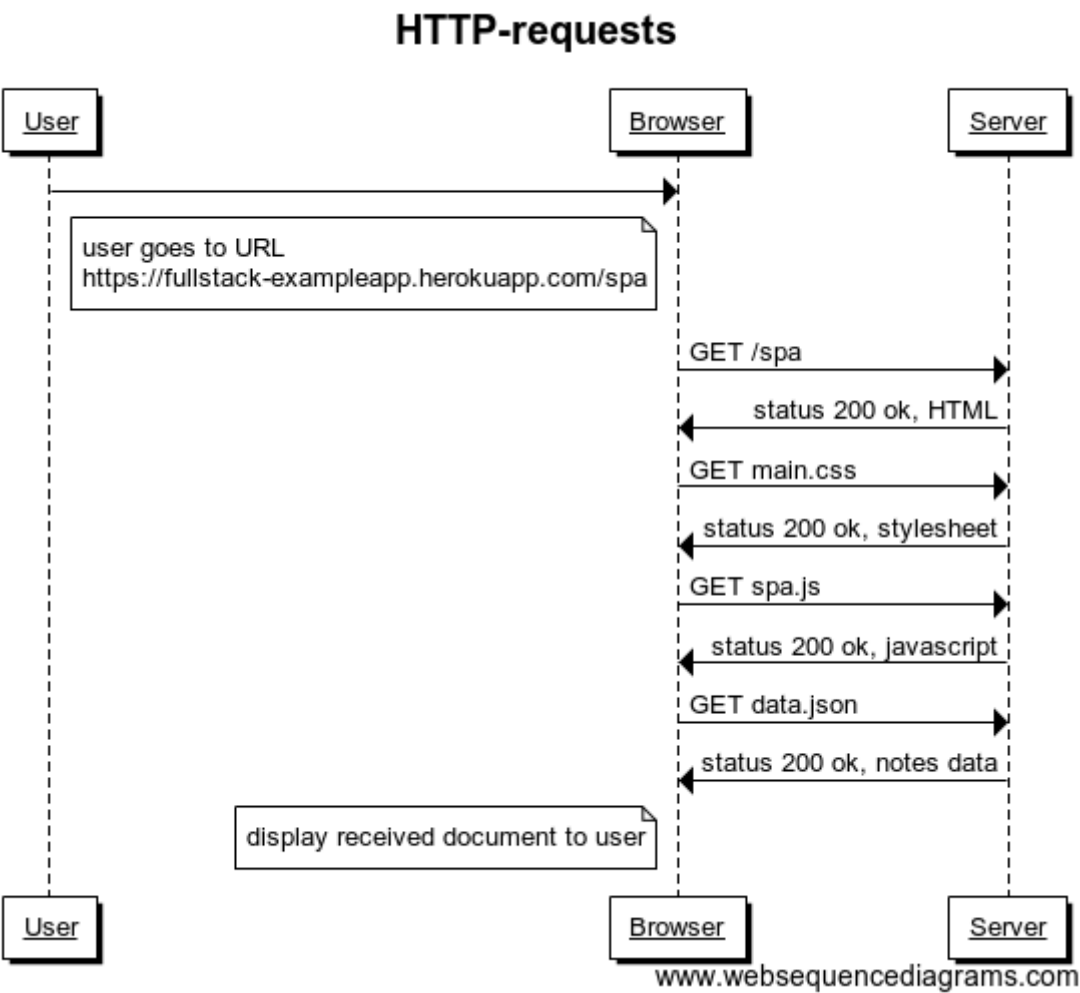 HTTP-requests
User
Browser
Server
user goes to URL
https://fullstack-exampleapp.herokuapp.com/spa
GET /spa
status 200 ok, HTML
GET main.css
status 200 ok, stylesheet
GET spa.js
status 200 ok, javascript
GET data.json
status 200 ok, notes data
display received document to user
User
Browser
Server
www.websequencediagrams.com